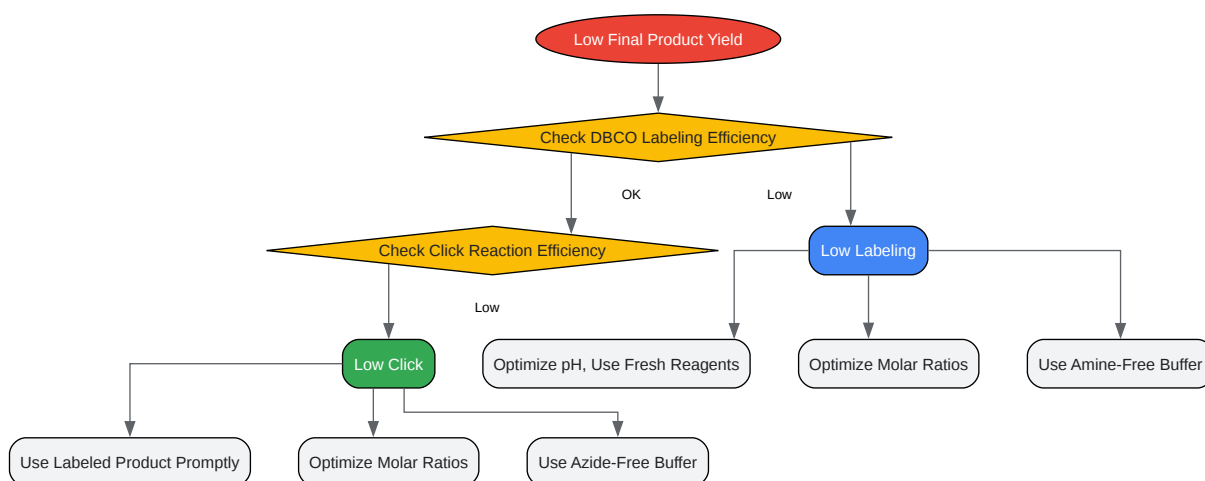 Low Final Product Yield
Check DBCO Labeling Efficiency
OK
Low
Check Click Reaction Efficiency
Low Labeling
Low
Low Click
Optimize pH, Use Fresh Reagents
Optimize Molar Ratios
Use Amine-Free Buffer
Use Labeled Product Promptly
Optimize Molar Ratios
Use Azide-Free Buffer